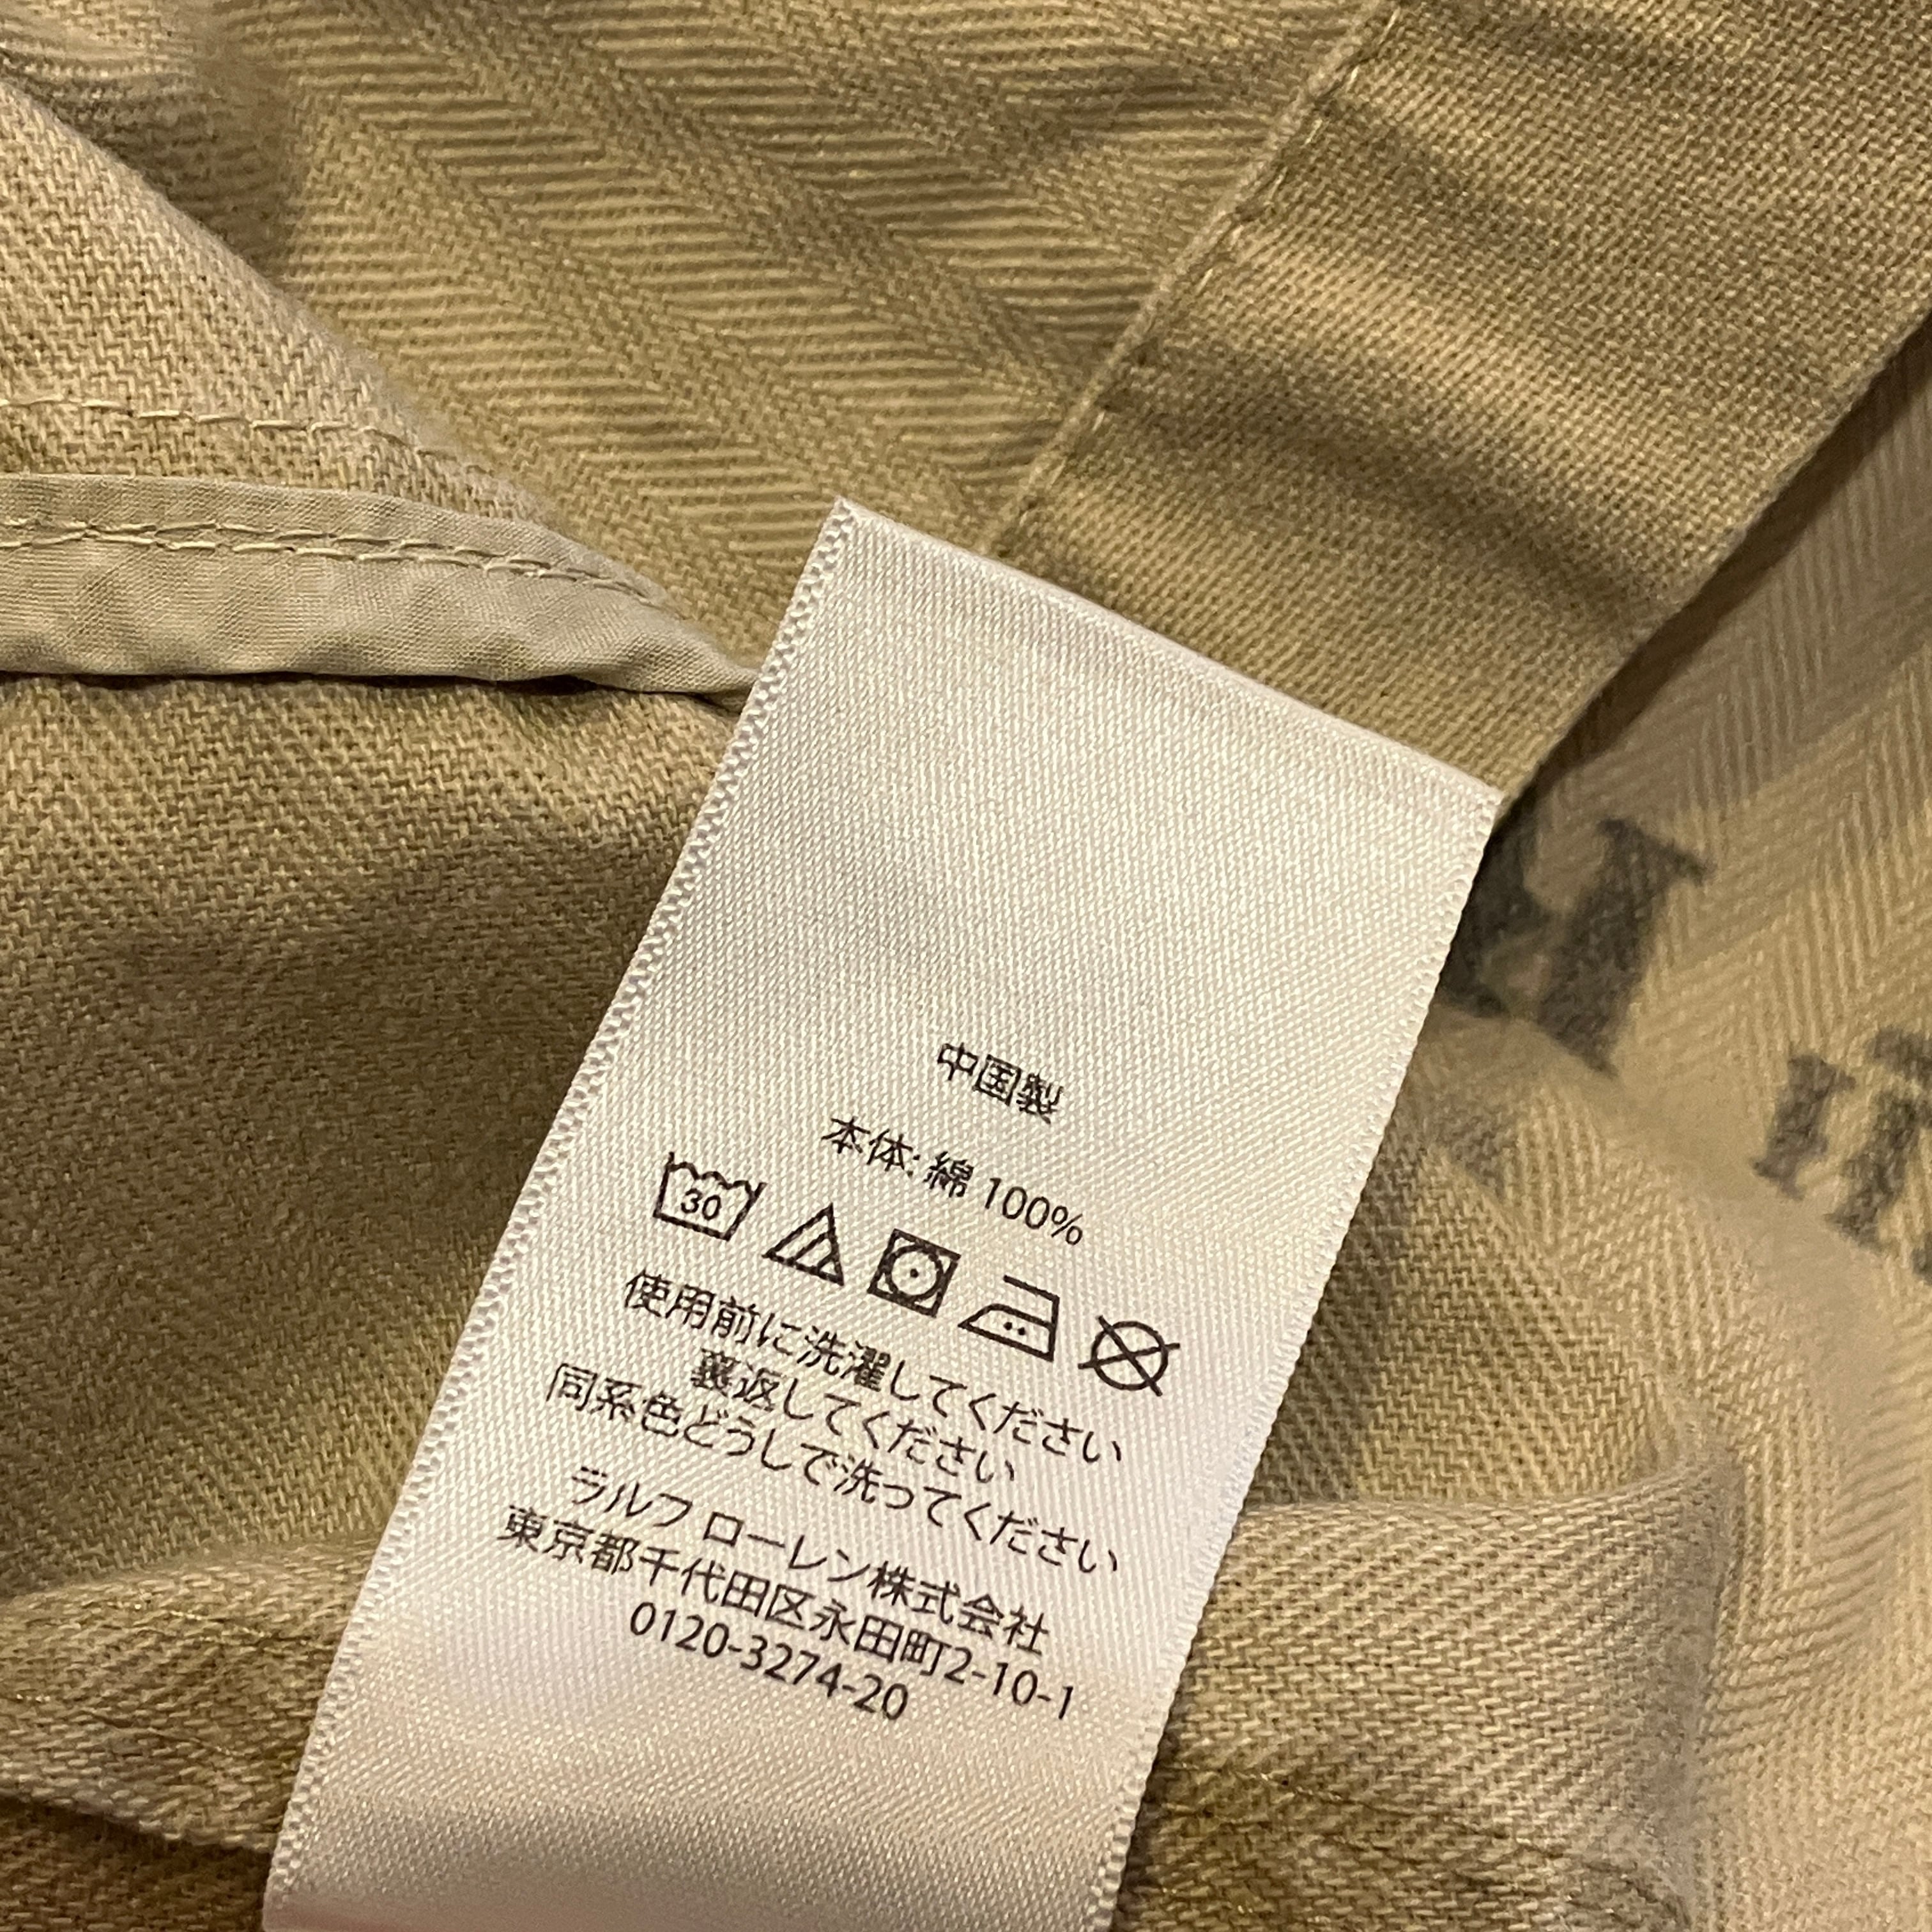 中国製
本体: 綿 100%
30
使用前に洗濯してください
裏返してください
同系色どうしで洗ってください
ラルフ ローレン株式会社
東京都千代田区永田町2-10-1
0120-3274-20